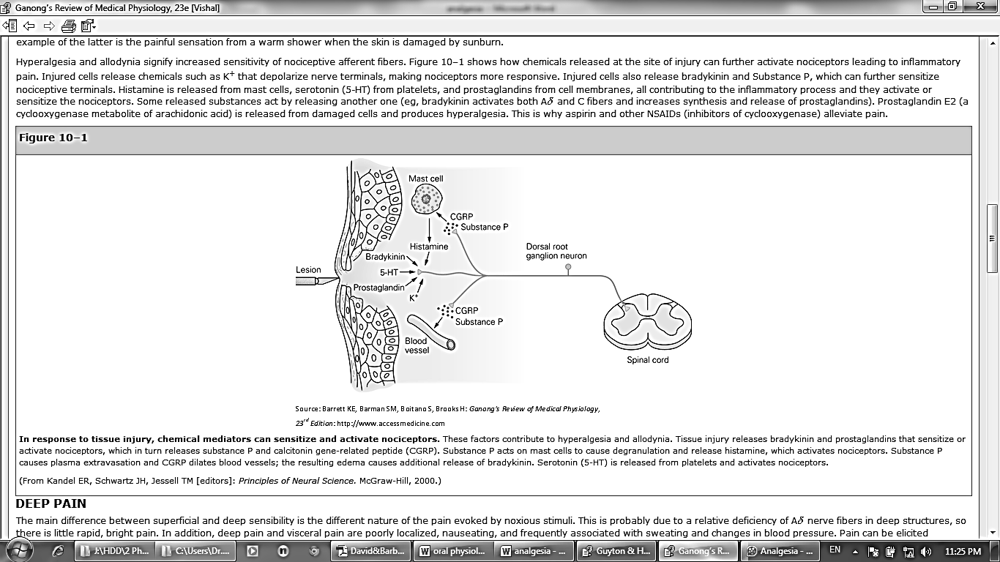 Ganong's Review of Medical Physiology, 23e [Vishal]
analgesia - Microsoft Word
example of the latter is the painful sensation from a warm shower when the skin is damaged by sunburn.
Hyperalgesia and allodynia signify increased sensitivity of nociceptive afferent fibers. Figure 10–1 shows how chemicals released at the site of injury can further activate nociceptors leading to inflammatory
pain. Injured cells release chemicals such as K+ that depolarize nerve terminals, making nociceptors more responsive. Injured cells also release bradykinin and Substance P, which can further sensitize
nociceptive terminals. Histamine is released from mast cells, serotonin (5-HT) from platelets, and prostaglandins from cell membranes, all contributing to the inflammatory process and they activate or
sensitize the nociceptors. Some released substances act by releasing another one (eg, bradykinin activates both Aδ and C fibers and increases synthesis and release of prostaglandins). Prostaglandin E2 (a
cyclooxygenase metabolite of arachidonic acid) is released from damaged cells and produces hyperalgesia. This is why aspirin and other NSAIDs (inhibitors of cyclooxygenase) alleviate pain.
Figure 10–1
Mast cell
CGRP
Substance P
Histamine
Bradykinin
5-HT
Prostaglandin
K+
Lesion
Dorsal root
ganglion neuron
CGRP
Substance P
Blood
vessel
Spinal cord
Source: Barrett KE, Barman SM, Boitano S, Brooks H: Ganong's Review of Medical Physiology,
23rd Edition: http://www.accessmedicine.com
In response to tissue injury, chemical mediators can sensitize and activate nociceptors. These factors contribute to hyperalgesia and allodynia. Tissue injury releases bradykinin and prostaglandins that sensitize or
activate nociceptors, which in turn releases substance P and calcitonin gene-related peptide (CGRP). Substance P acts on mast cells to cause degranulation and release histamine, which activates nociceptors. Substance P
causes plasma extravasation and CGRP dilates blood vessels; the resulting edema causes additional release of bradykinin. Serotonin (5-HT) is released from platelets and activates nociceptors.
(From Kandel ER, Schwartz JH, Jessell TM [editors]: Principles of Neural Science. McGraw-Hill, 2000.)
DEEP PAIN
The main difference between superficial and deep sensibility is the different nature of the pain evoked by noxious stimuli. This is probably due to a relative deficiency of Aδ nerve fibers in deep structures, so
there is little rapid, bright pain. In addition, deep pain and visceral pain are poorly localized, nauseating, and frequently associated with sweating and changes in blood pressure. Pain can be elicited
J:\HDD\2 Ph... C:\Users\Dr.... David&Barb... oral physiol... analgesia - ... Guyton & H... Ganong's R... Analgesia - ... EN 11:25 PM